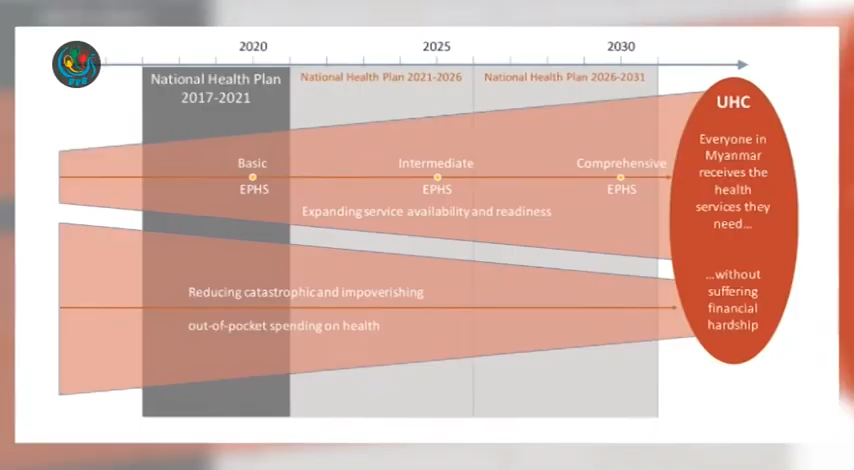 2020
2025
2030
National Health Plan
2017-2021
National Health Plan 2021-2026
National Health Plan 2026-2031
UHC
Everyone in
Myanmar
receives the
health
services they
need...
Basic
EPHS
Intermediate
EPHS
Comprehensive
EPHS
Expanding service availability and readiness
Reducing catastrophic and impoverishing
out-of-pocket spending on health
...without
suffering
financial
hardship